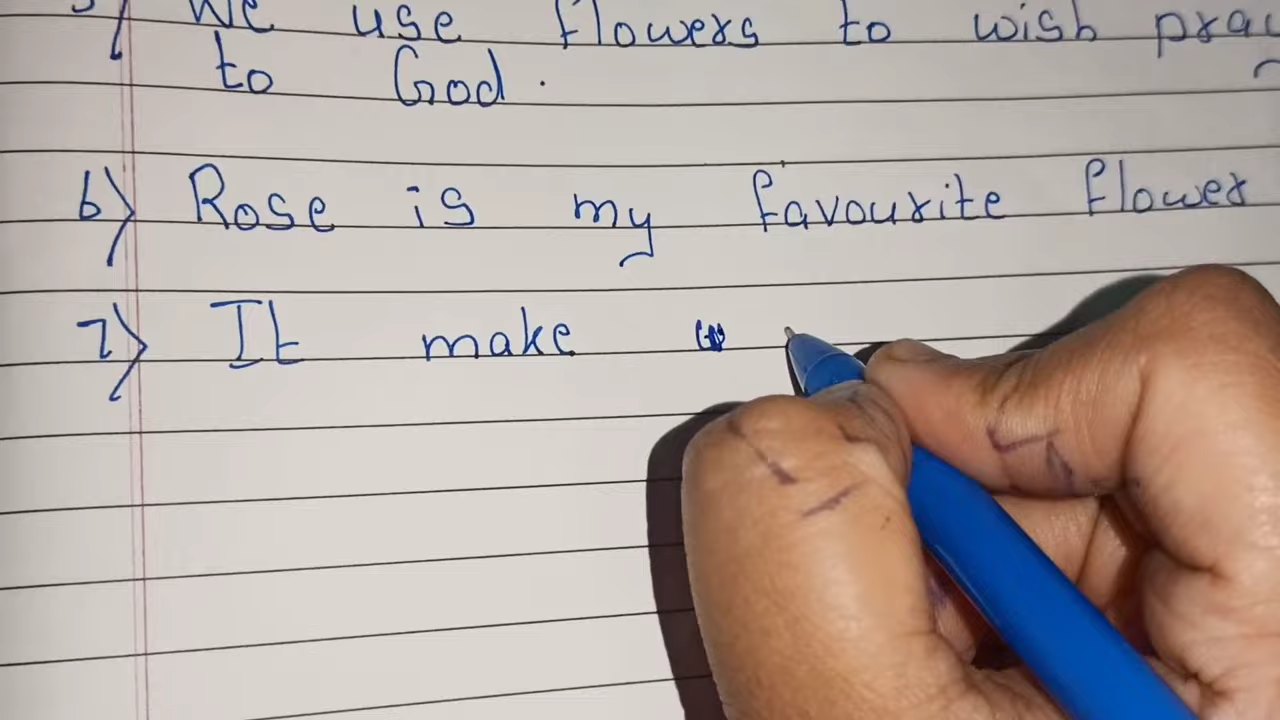 We use flowers to wish
to God.
6) Rose is my favourite flower
7) It make